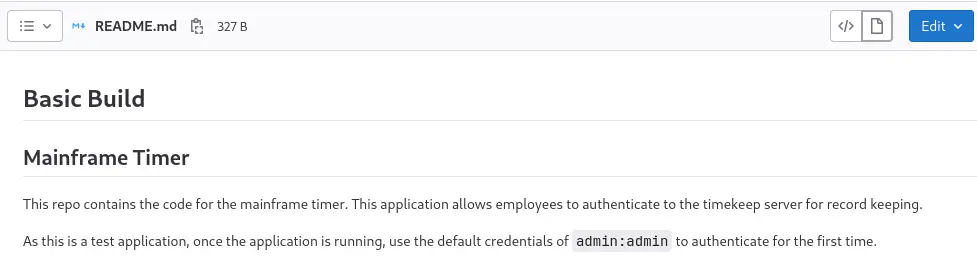 README.md 327 B Edit
Basic Build
Mainframe Timer
This repo contains the code for the mainframe timer. This application allows employees to authenticate to the timekeep server for record keeping.
As this is a test application, once the application is running, use the default credentials of admin:admin to authenticate for the first time.